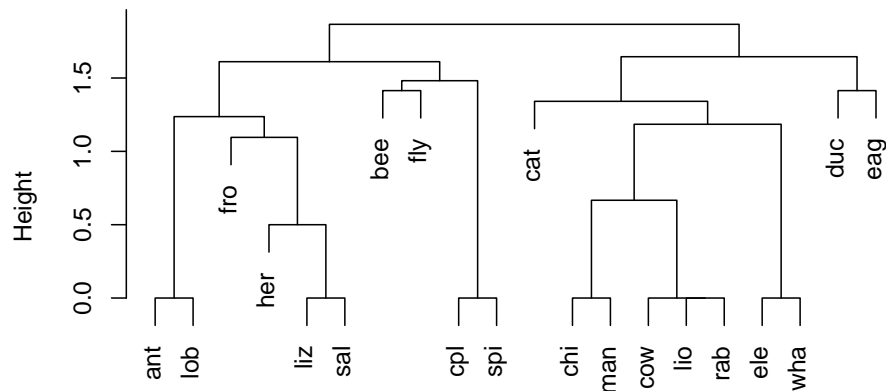 Height
0.0 0.5 1.0 1.5
ant
lob
fro
her
liz
sal
bee
fly
cpl
spi
cat
chi
man
cow
lio
rab
ele
wha
duc
eag